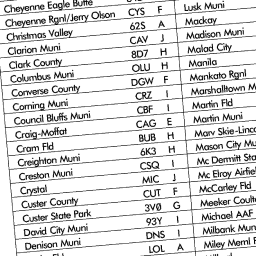 Cheyenne Eagle Butte
Cheyenne Rgnl/Jerry Olson CYS F Lusk Muni
Christmas Valley 62S A Mackay
Clarion Muni CAV J Madison Muni
Clark County 8D7 H Malad City
Columbus Muni OLU H Manila
Converse County DGW F Mankato Rgnl
Corning Muni CRZ I Marshalltown M
Council Bluffs Muni CBF I Martin Fld
Craig-Moffat CAG E Martin Muni
Cram Fld BUB H Marv Skie-Linco
Creighton Muni 6K3 H Mason City Mu
Creston Muni CSQ I Mc Dermitt Sta
Crystal MIC J Mc Elroy Airfie
Custer County CUT F McCarley Fld
Custer State Park 3V0 G Meeker Coulte
David City Muni 93Y I Michael AAF
Denison Muni DNS I Milbank Mun
LOL A Miley Meml F